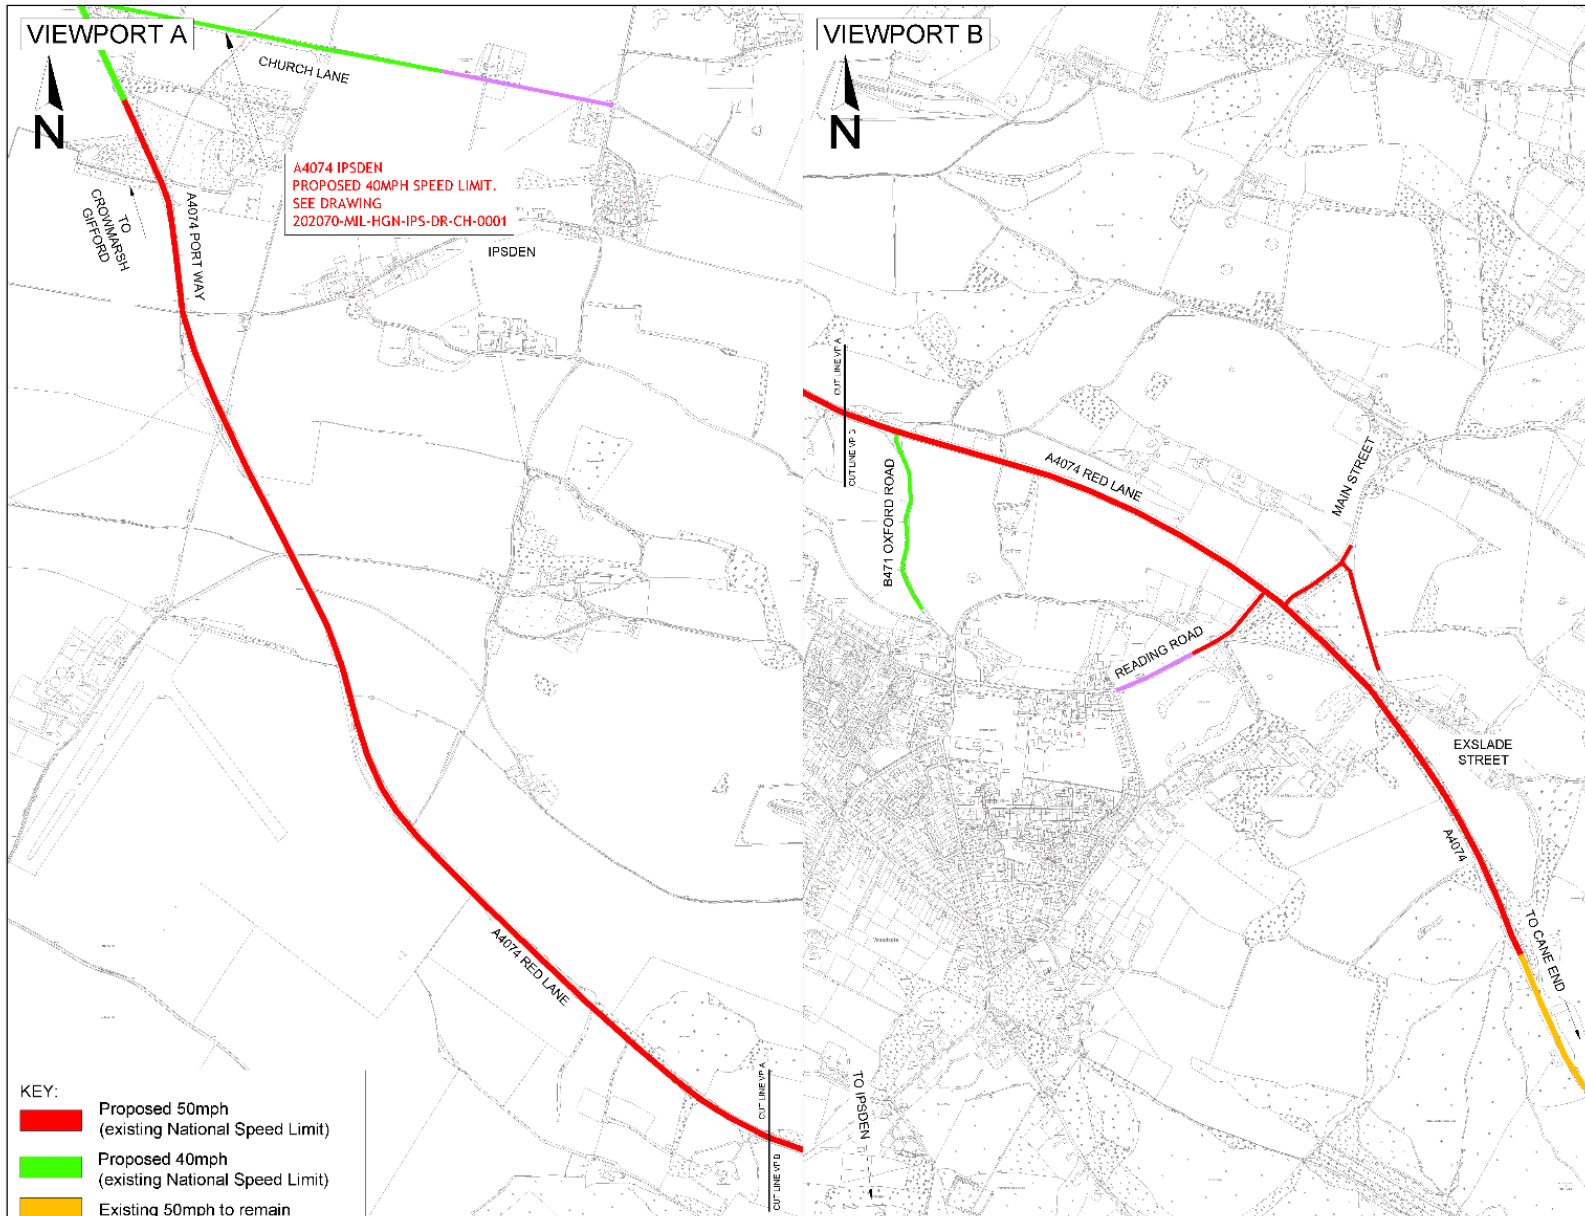 VIEWPORT A
N
CHURCH LANE
A4074 IPSDEN
PROPOSED 40MPH SPEED LIMIT.
SEE DRAWING
202070-MIL-HGN-IPS-DR-CH-0001
TO
CROWMARSH
GIFFORD
A4074 PORT WAY
IPSDEN
A4074 RED LANE
CUT LINE VP A
CUT LINE VP B
KEY:
Proposed 50mph
(existing National Speed Limit)
Proposed 40mph
(existing National Speed Limit)
Existing 50mph to remain
VIEWPORT B
N
CUT LINE VP A
CUT LINE VP B
A4074 RED LANE
MAIN STREET
B471 OXFORD ROAD
READING ROAD
EXSLADE
STREET
A4074
TO CANE END
Woodcote
TO IPSDEN